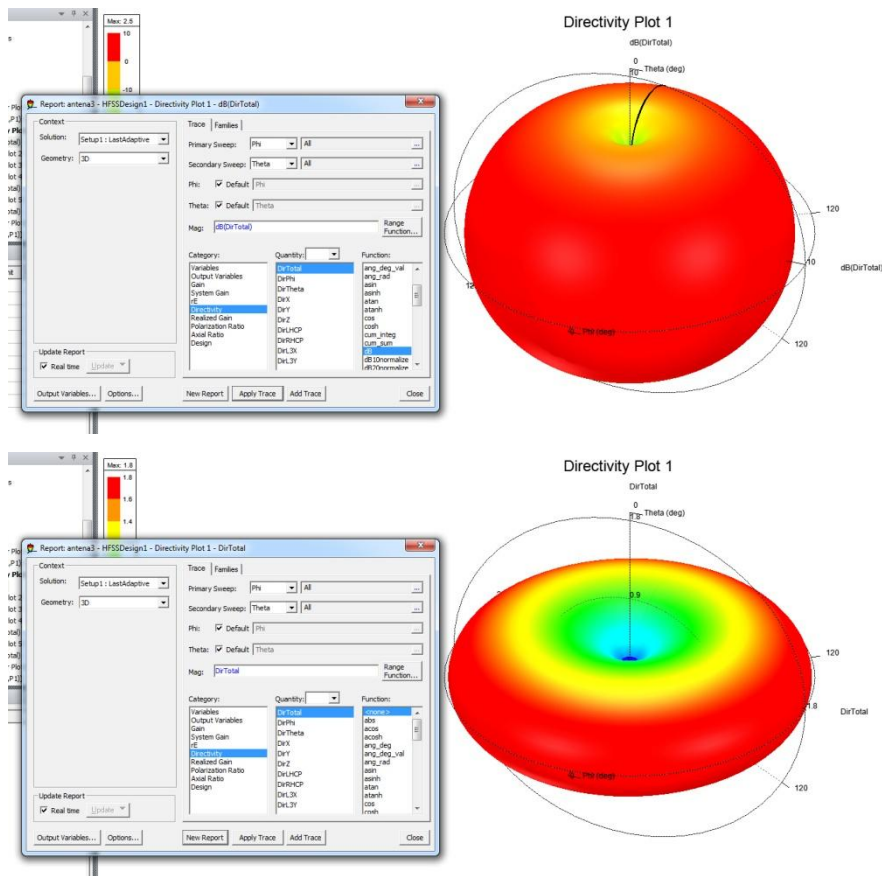 Max: 2.5
10
0
-10
Directivity Plot 1
dB(DirTotal)
0
Theta (deg)
10
120
-10
dB(DirTotal)
12
Phi (deg)
120
Report: antena3 - HFSSDesign1 - Directivity Plot 1 - dB(DirTotal)
Context
Solution: Setup1 : LastAdaptive
Geometry: 3D
Update Report
Real time Update
Output Variables... Options...
Trace Families
Primary Sweep: Phi All ...
Secondary Sweep: Theta All ...
Phi: Default Phi ...
Theta: Default Theta ...
Mag: dB(DirTotal) Range Function...
Category: Quantity: Function:
Variables DirTotal ang_deg_val
Output Variables DirPhi ang_rad
Gain DirTheta asin
System Gain DirX asinh
rE DirY atan
Directivity DirZ atanh
Realized Gain DirLHCP cos
Polarization Ratio DirRHCP cosh
Axial Ratio DirL3X cum_integ
Design DirL3Y cum_sum
dB
dB10normalize
dB20normalize
New Report Apply Trace Add Trace Close
Max: 1.8
1.8
1.6
1.4
Directivity Plot 1
DirTotal
0
Theta (deg)
1.8
0.9
120
1.8
DirTotal
Phi (deg)
120
Report: antena3 - HFSSDesign1 - Directivity Plot 1 - DirTotal
Context
Solution: Setup1 : LastAdaptive
Geometry: 3D
Update Report
Real time Update
Output Variables... Options...
Trace Families
Primary Sweep: Phi All ...
Secondary Sweep: Theta All ...
Phi: Default Phi ...
Theta: Default Theta ...
Mag: DirTotal Range Function...
Category: Quantity: Function:
Variables DirTotal <none>
Output Variables DirPhi abs
Gain DirTheta acos
System Gain DirX acosh
rE DirY ang_deg
Directivity DirZ ang_deg_val
Realized Gain DirLHCP ang_rad
Polarization Ratio DirRHCP asin
Axial Ratio DirL3X asinh
Design DirL3Y atan
atanh
cos
cosh
New Report Apply Trace Add Trace Close